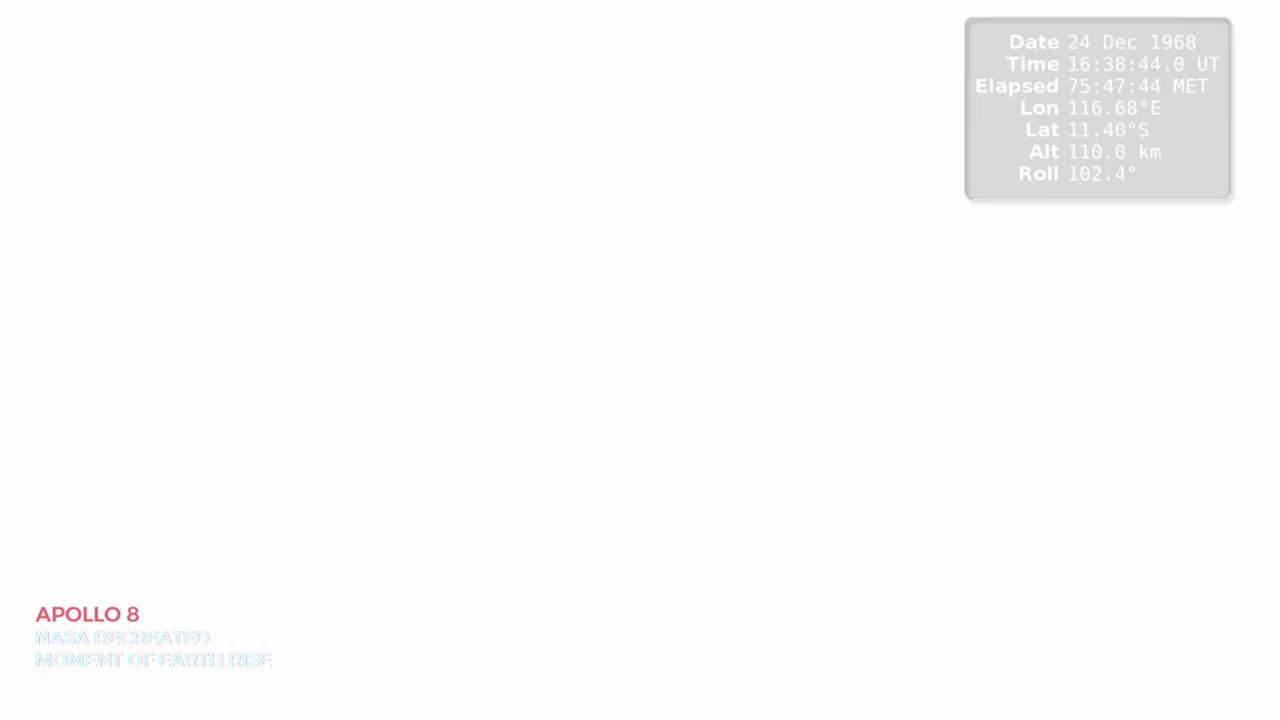 Date 24 Dec 1968
Time 16:38:44.0 UT
Elapsed 75:47:44 MET
Lon 116.68°E
Lat 11.40°S
Alt 110.0 km
Roll 102.4°
APOLLO 8
NASA RECREATED
MOMENT OF EARTH RISE